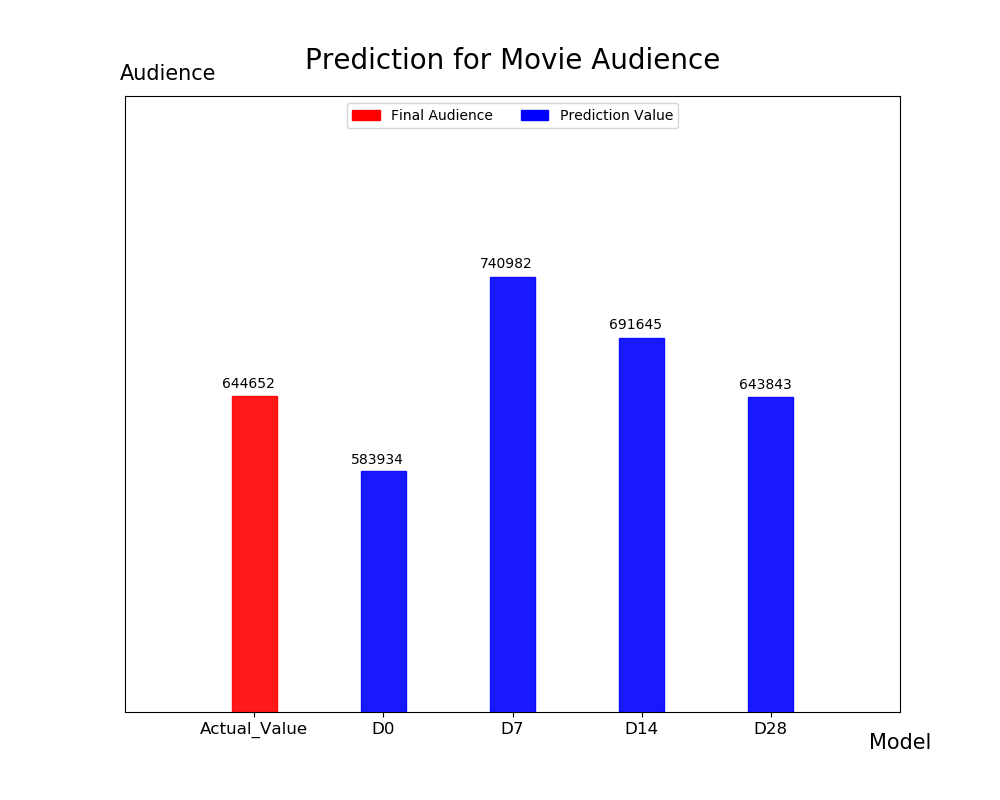 Prediction for Movie Audience
Audience
Final Audience Prediction Value
740982
691645
644652
643843
583934
Actual_Value D0 D7 D14 D28
Model